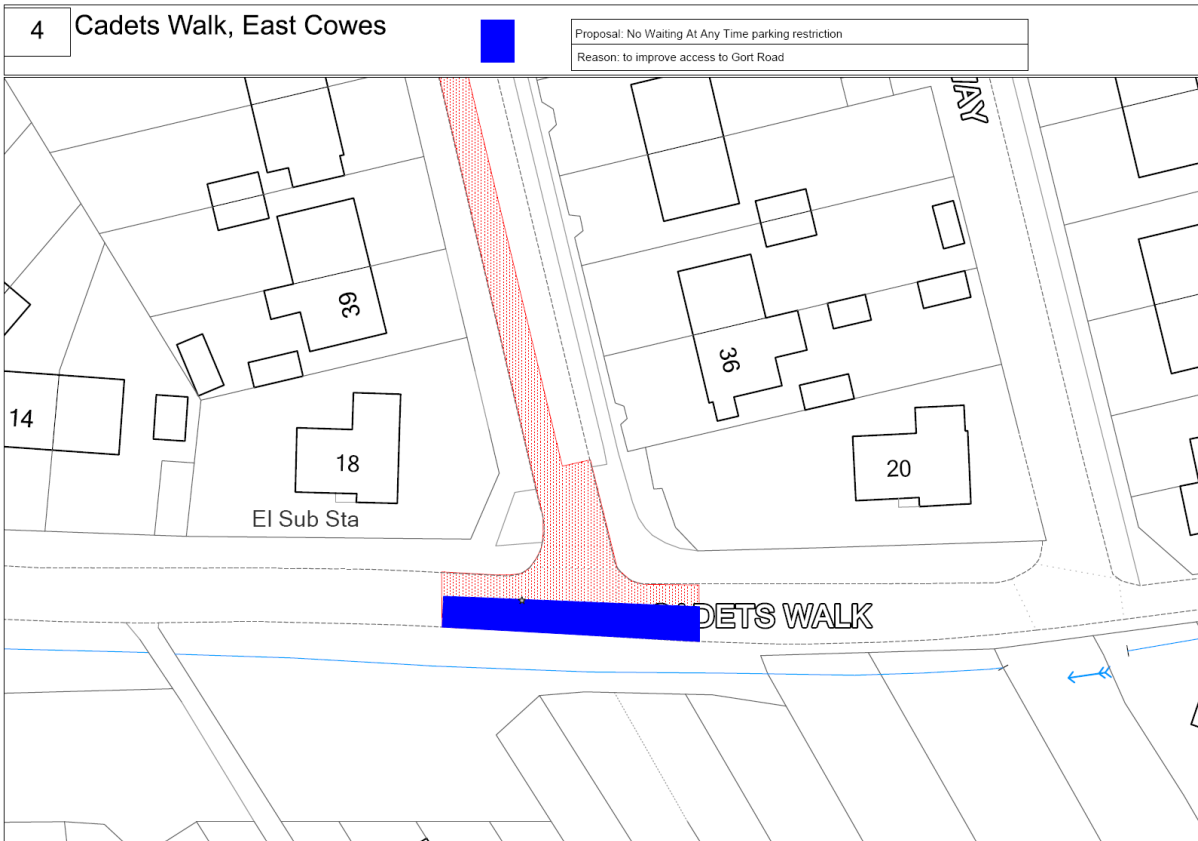 4
Cadets Walk, East Cowes
Proposal: No Waiting At Any Time parking restriction
Reason: to improve access to Gort Road
39
36
14
18
20
El Sub Sta
WALK